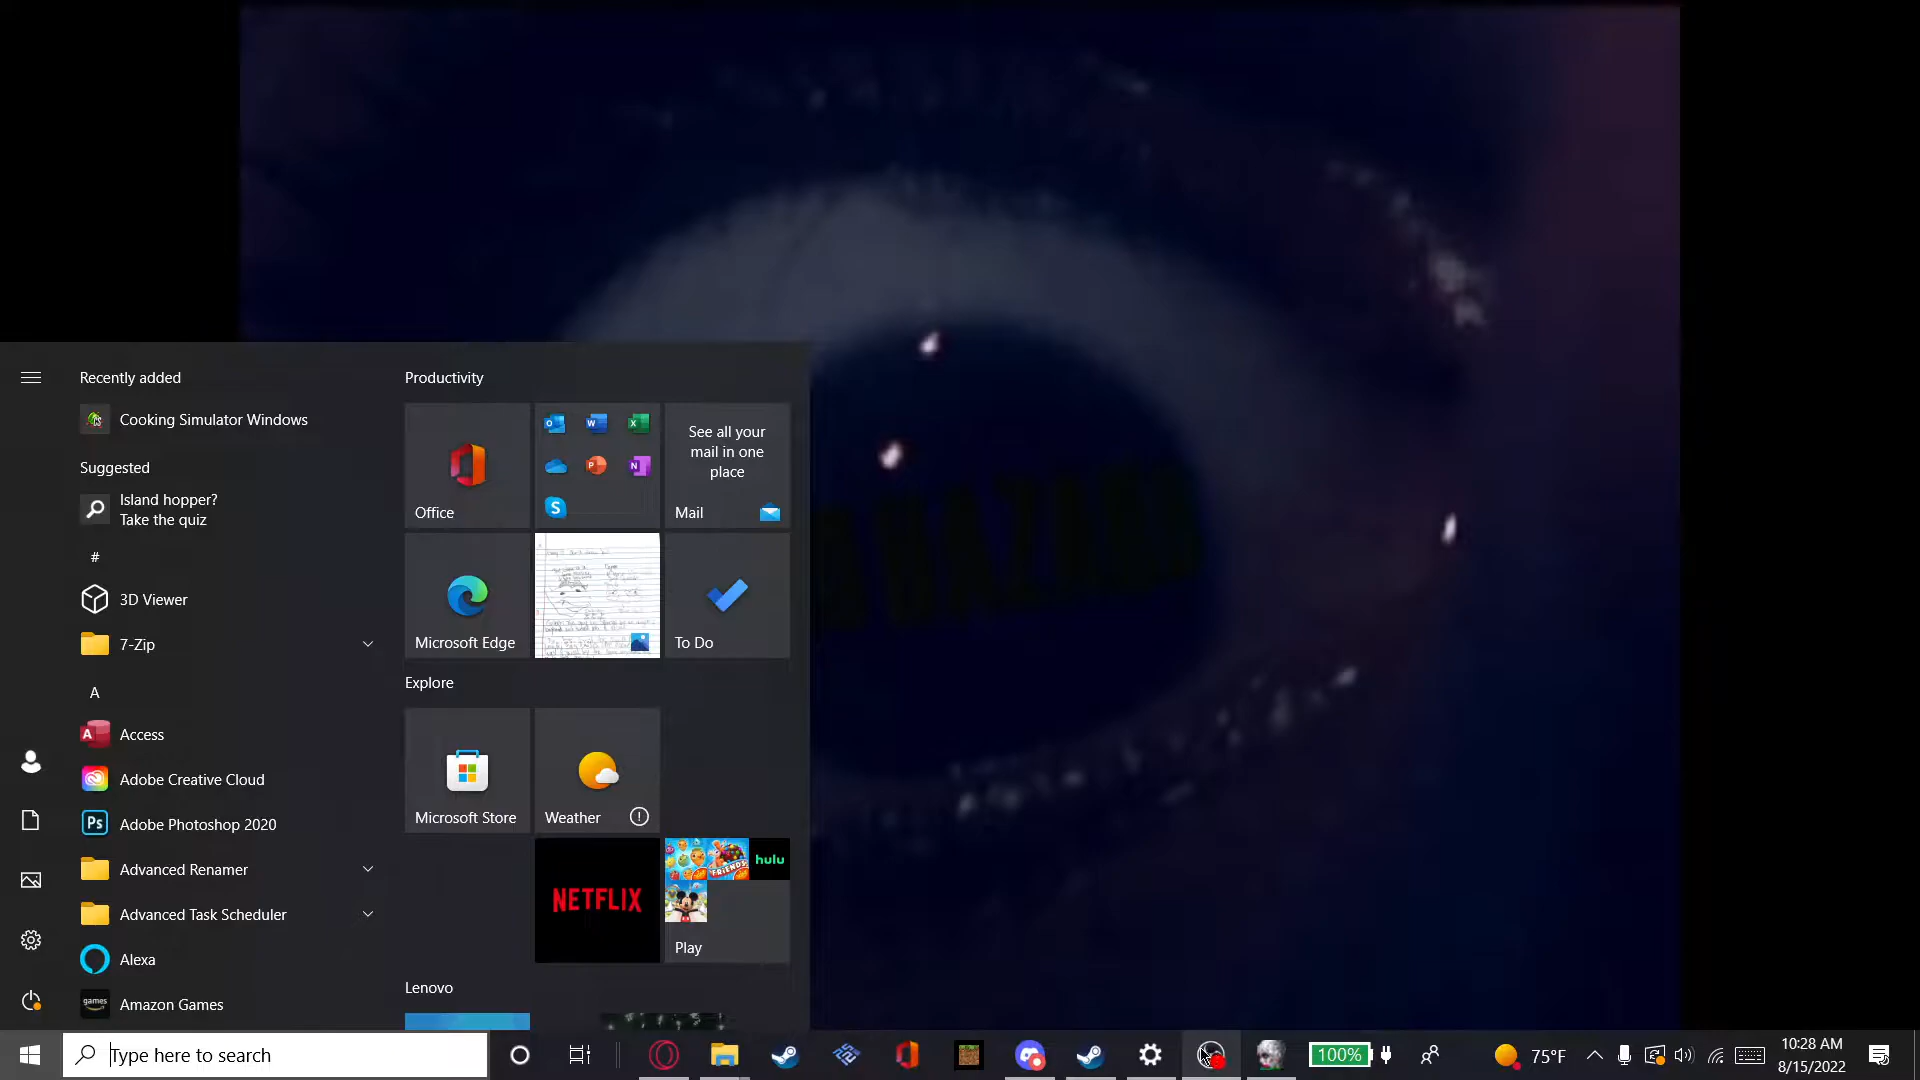 Recently added
Cooking Simulator Windows
Suggested
Island hopper?
Take the quiz
#
3D Viewer
7-Zip
A
Access
Adobe Creative Cloud
Adobe Photoshop 2020
Advanced Renamer
Advanced Task Scheduler
Alexa
Amazon Games
Productivity
Office
See all your
mail in one
place
Mail
Microsoft Edge
To Do
Explore
Microsoft Store
Weather
NETFLIX
hulu
FRIENDS
Play
Lenovo
Type here to search
100%
75°F
10:28 AM
8/15/2022